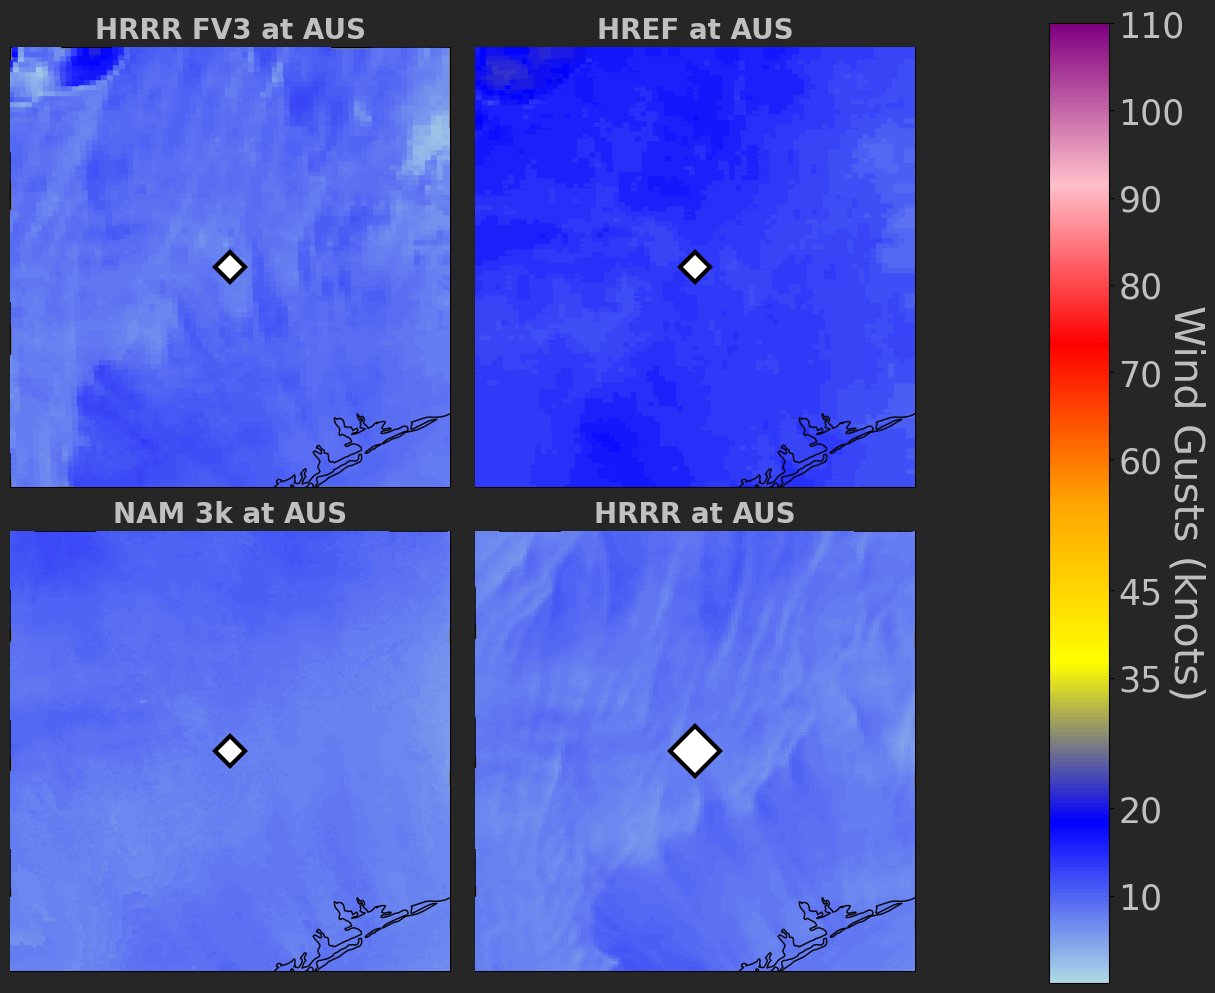 HRRR FV3 at AUS
HREF at AUS
NAM 3k at AUS
HRRR at AUS
110
100
90
80
70
60
45
35
20
10
Wind Gusts (knots)